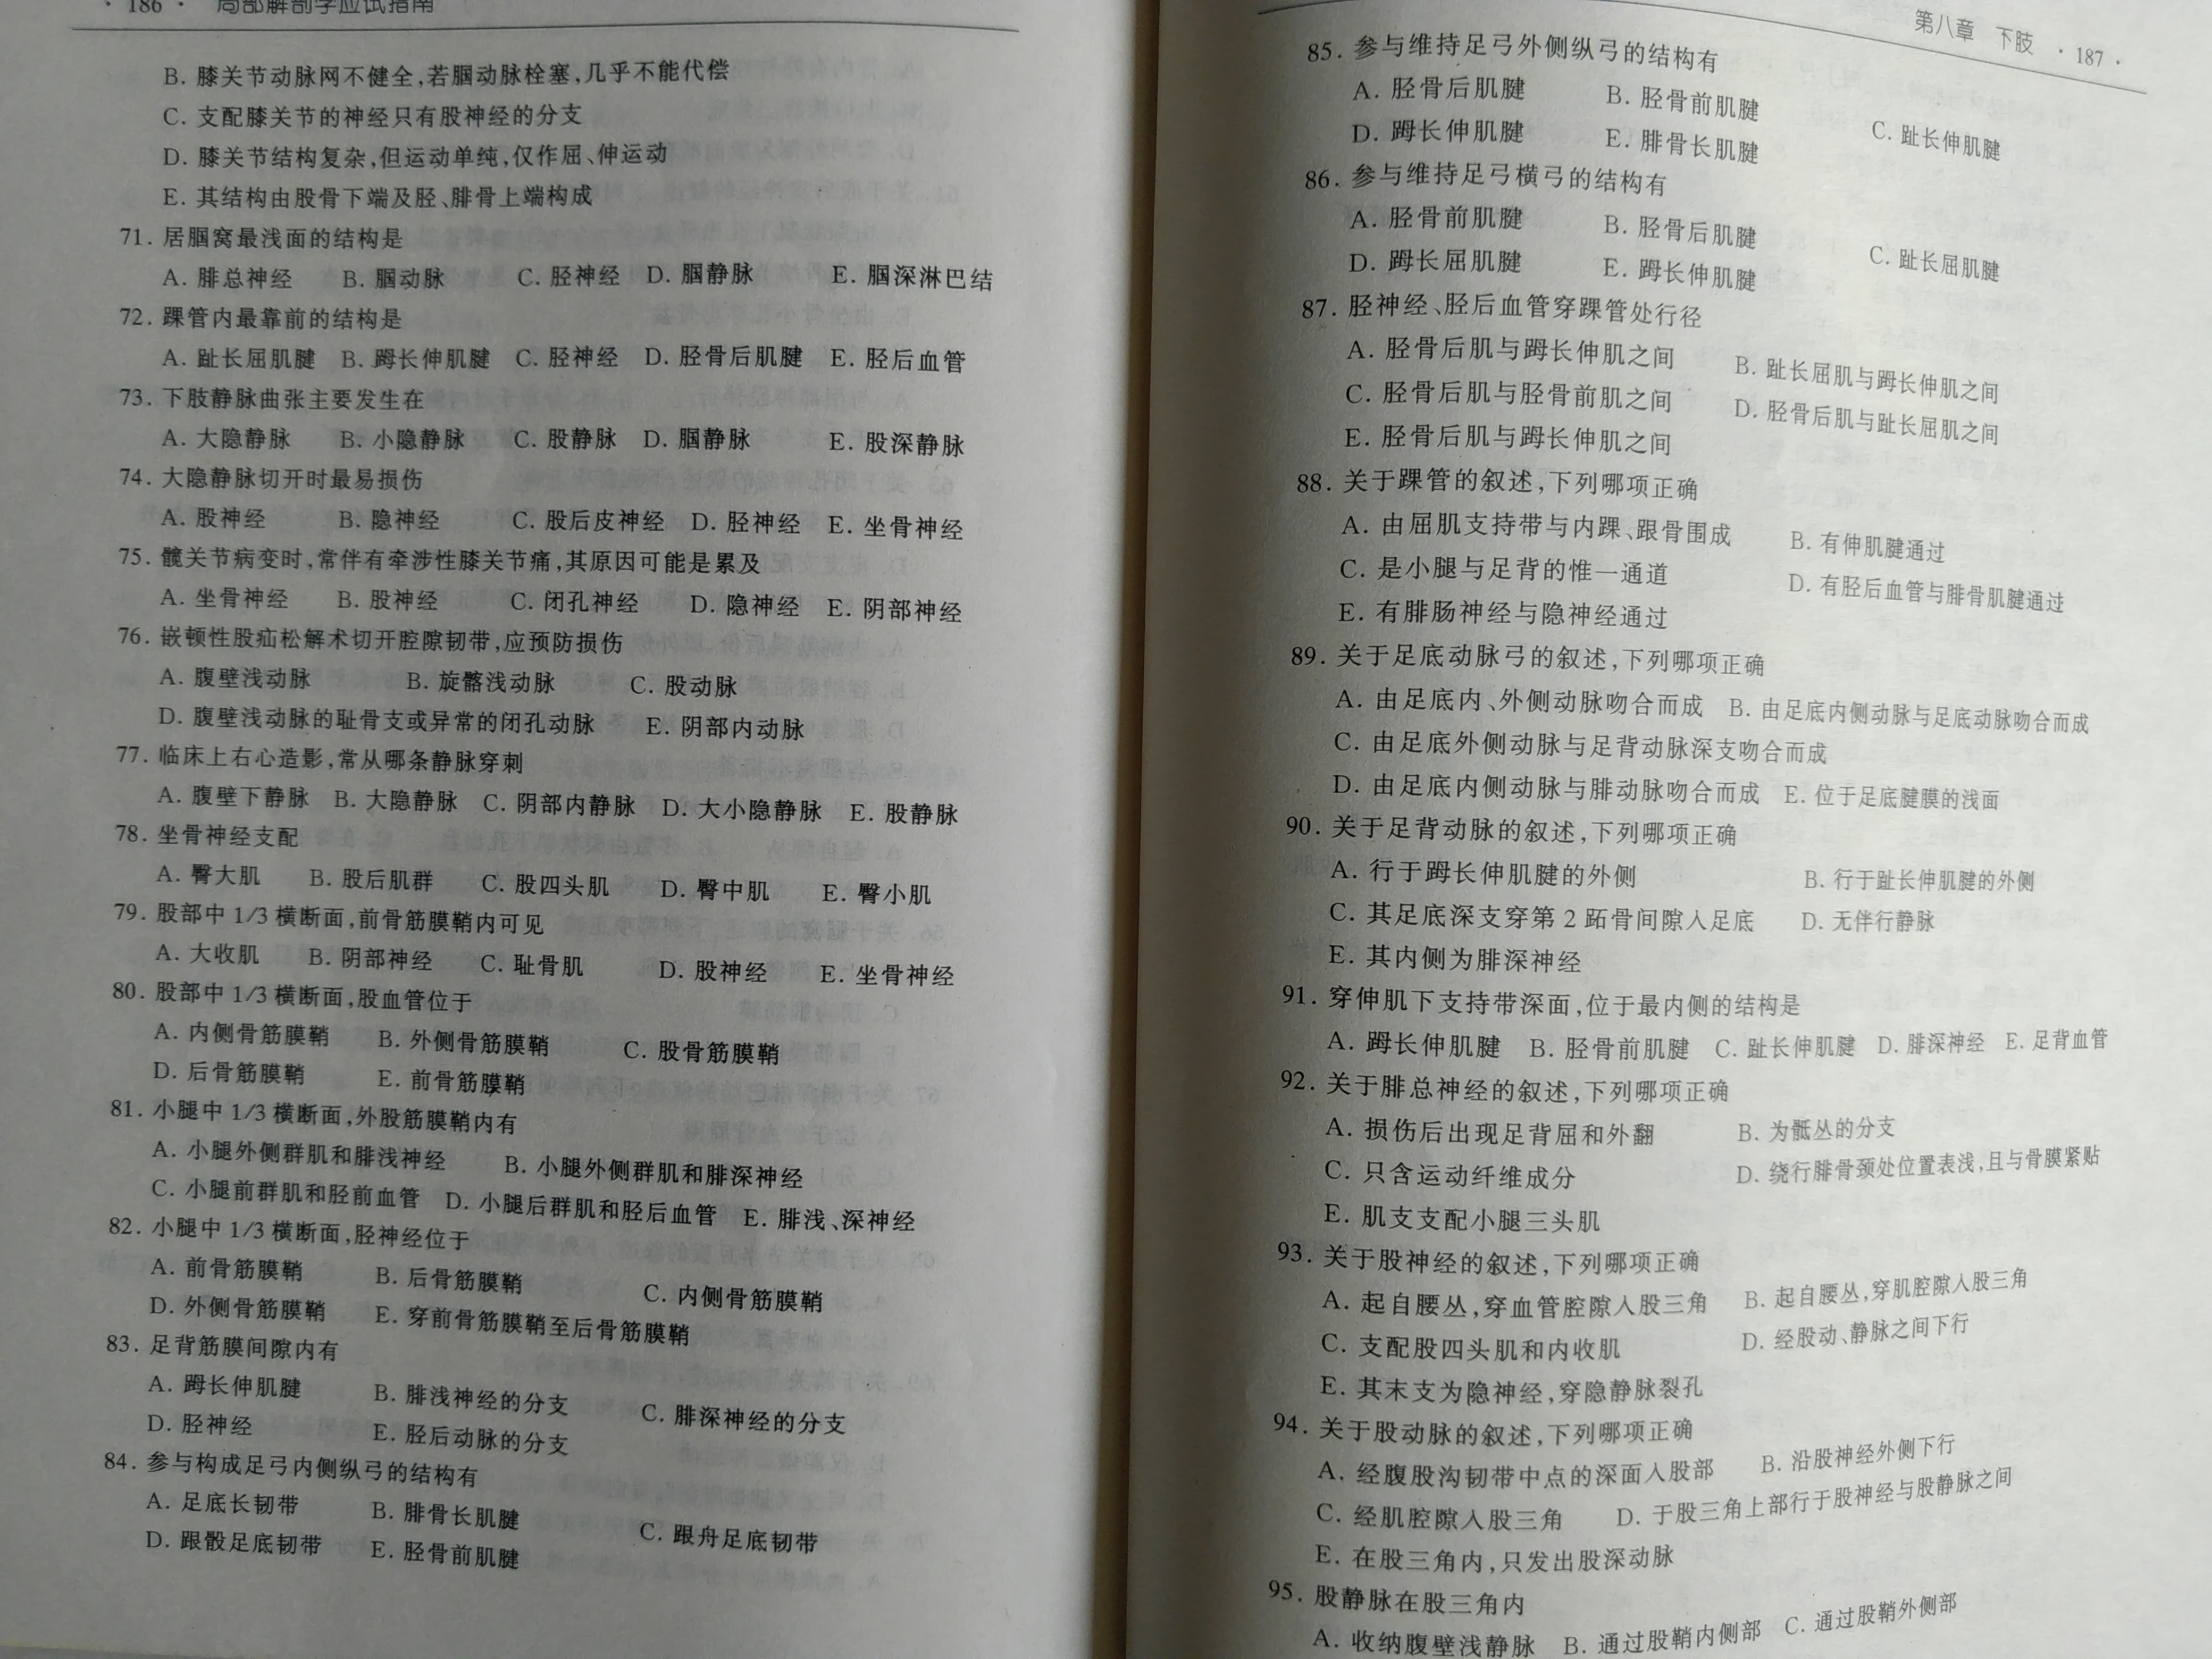 · 186 · 局部解剖学应试指南
B. 膝关节动脉网不健全,若腘动脉栓塞,几乎不能代偿
C. 支配膝关节的神经只有股神经的分支
D. 膝关节结构复杂,但运动单纯,仅作屈、伸运动
E. 其结构由股骨下端及胫、腓骨上端构成
71. 居腘窝最浅面的结构是
A. 腓总神经 B. 腘动脉 C. 胫神经 D. 腘静脉 E. 腘深淋巴结
72. 踝管内最靠前的结构是
A. 趾长屈肌腱 B. 踇长伸肌腱 C. 胫神经 D. 胫骨后肌腱 E. 胫后血管
73. 下肢静脉曲张主要发生在
A. 大隐静脉 B. 小隐静脉 C. 股静脉 D. 腘静脉 E. 股深静脉
74. 大隐静脉切开时最易损伤
A. 股神经 B. 隐神经 C. 股后皮神经 D. 胫神经 E. 坐骨神经
75. 髋关节病变时,常伴有牵涉性膝关节痛,其原因可能是累及
A. 坐骨神经 B. 股神经 C. 闭孔神经 D. 隐神经 E. 阴部神经
76. 嵌顿性股疝松解术切开腔隙韧带,应预防损伤
A. 腹壁浅动脉 B. 旋髂浅动脉 C. 股动脉
D. 腹壁浅动脉的耻骨支或异常的闭孔动脉 E. 阴部内动脉
77. 临床上右心造影,常从哪条静脉穿刺
A. 腹壁下静脉 B. 大隐静脉 C. 阴部内静脉 D. 大小隐静脉 E. 股静脉
78. 坐骨神经支配
A. 臀大肌 B. 股后肌群 C. 股四头肌 D. 臀中肌 E. 臀小肌
79. 股部中 1/3 横断面,前骨筋膜鞘内可见
A. 大收肌 B. 阴部神经 C. 耻骨肌 D. 股神经 E. 坐骨神经
80. 股部中 1/3 横断面,股血管位于
A. 内侧骨筋膜鞘 B. 外侧骨筋膜鞘 C. 股骨筋膜鞘
D. 后骨筋膜鞘 E. 前骨筋膜鞘
81. 小腿中 1/3 横断面,外股筋膜鞘内有
A. 小腿外侧群肌和腓浅神经 B. 小腿外侧群肌和腓深神经
C. 小腿前群肌和胫前血管 D. 小腿后群肌和胫后血管 E. 腓浅、深神经
82. 小腿中 1/3 横断面,胫神经位于
A. 前骨筋膜鞘 B. 后骨筋膜鞘 C. 内侧骨筋膜鞘
D. 外侧骨筋膜鞘 E. 穿前骨筋膜鞘至后骨筋膜鞘
83. 足背筋膜间隙内有
A. 踇长伸肌腱 B. 腓浅神经的分支 C. 腓深神经的分支
D. 胫神经 E. 胫后动脉的分支
84. 参与构成足弓内侧纵弓的结构有
A. 足底长韧带 B. 腓骨长肌腱 C. 跟舟足底韧带
D. 跟骰足底韧带 E. 胫骨前肌腱
第八章 下肢 · 187 ·
85. 参与维持足弓外侧纵弓的结构有
A. 胫骨后肌腱 B. 胫骨前肌腱 C. 趾长伸肌腱
D. 踇长伸肌腱 E. 腓骨长肌腱
86. 参与维持足弓横弓的结构有
A. 胫骨前肌腱 B. 胫骨后肌腱 C. 趾长屈肌腱
D. 踇长屈肌腱 E. 踇长伸肌腱
87. 胫神经、胫后血管穿踝管处行径
A. 胫骨后肌与踇长伸肌之间 B. 趾长屈肌与踇长伸肌之间
C. 胫骨后肌与胫骨前肌之间 D. 胫骨后肌与趾长屈肌之间
E. 胫骨后肌与踇长伸肌之间
88. 关于踝管的叙述,下列哪项正确
A. 由屈肌支持带与内踝、跟骨围成 B. 有伸肌腱通过
C. 是小腿与足背的惟一通道 D. 有胫后血管与腓骨肌腱通过
E. 有腓肠神经与隐神经通过
89. 关于足底动脉弓的叙述,下列哪项正确
A. 由足底内、外侧动脉吻合而成 B. 由足底内侧动脉与足底动脉吻合而成
C. 由足底外侧动脉与足背动脉深支吻合而成
D. 由足底内侧动脉与腓动脉吻合而成 E. 位于足底腱膜的浅面
90. 关于足背动脉的叙述,下列哪项正确
A. 行于踇长伸肌腱的外侧 B. 行于趾长伸肌腱的外侧
C. 其足底深支穿第 2 跖骨间隙入足底 D. 无伴行静脉
E. 其内侧为腓深神经
91. 穿伸肌下支持带深面,位于最内侧的结构是
A. 踇长伸肌腱 B. 胫骨前肌腱 C. 趾长伸肌腱 D. 腓深神经 E. 足背血管
92. 关于腓总神经的叙述,下列哪项正确
A. 损伤后出现足背屈和外翻 B. 为骶丛的分支
C. 只含运动纤维成分 D. 绕行腓骨颈处位置表浅,且与骨膜紧贴
E. 肌支支配小腿三头肌
93. 关于股神经的叙述,下列哪项正确
A. 起自腰丛,穿血管腔隙入股三角 B. 起自腰丛,穿肌腔隙入股三角
C. 支配股四头肌和内收肌 D. 经股动、静脉之间下行
E. 其末支为隐神经,穿隐静脉裂孔
94. 关于股动脉的叙述,下列哪项正确
A. 经腹股沟韧带中点的深面入股部 B. 沿股神经外侧下行
C. 经肌腔隙入股三角 D. 于股三角上部行于股神经与股静脉之间
E. 在股三角内,只发出股深动脉
95. 股静脉在股三角内
A. 收纳腹壁浅静脉 B. 通过股鞘内侧部 C. 通过股鞘外侧部